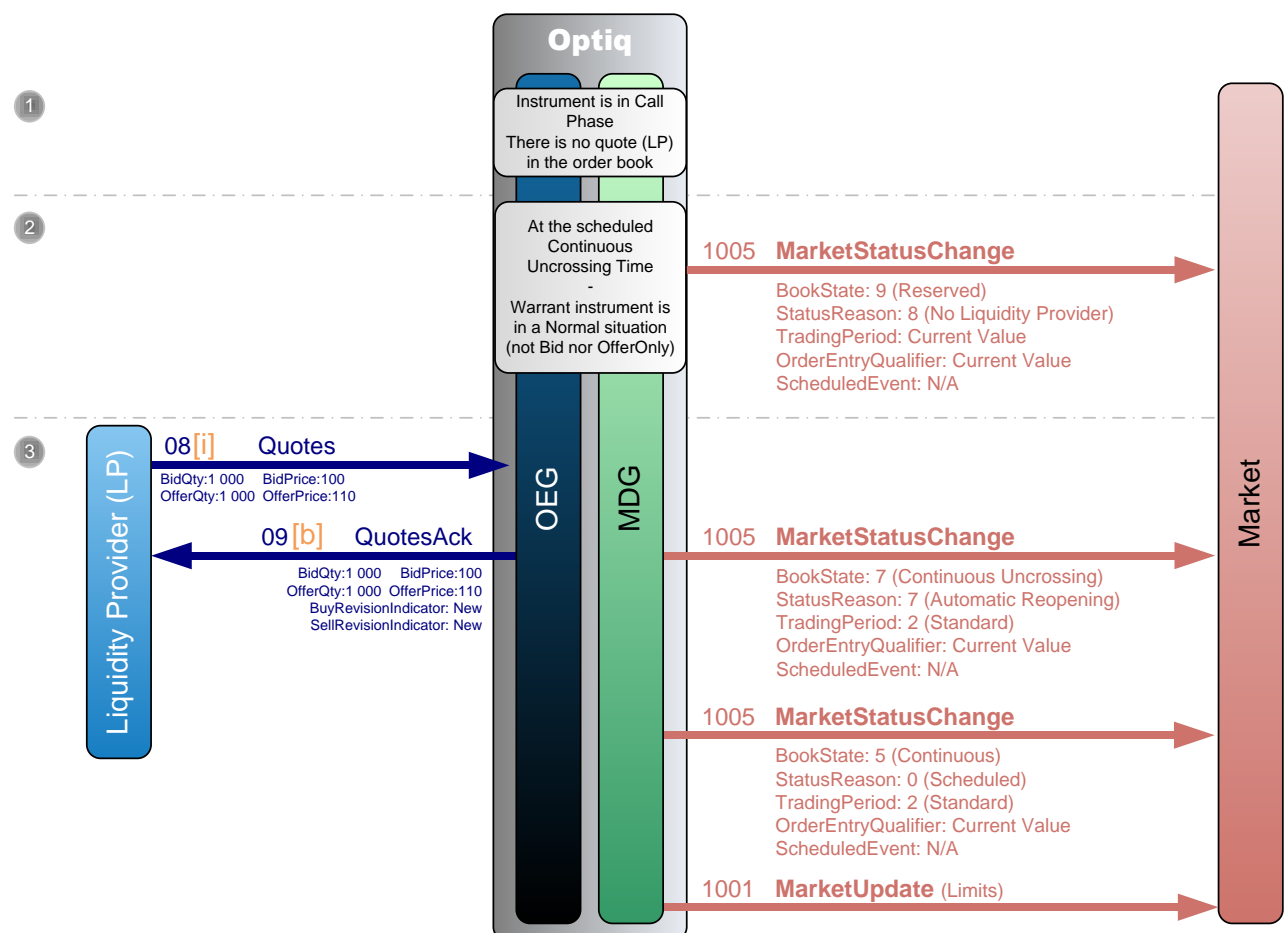 Optiq
1
Instrument is in Call
Phase
There is no quote (LP)
in the order book
2
At the scheduled
Continuous
Uncrossing Time
-
Warrant instrument is
in a Normal situation
(not Bid nor OfferOnly)
1005 MarketStatusChange
BookState: 9 (Reserved)
StatusReason: 8 (No Liquidity Provider)
TradingPeriod: Current Value
OrderEntryQualifier: Current Value
ScheduledEvent: N/A
3
Liquidity Provider (LP)
08[i] Quotes
BidQty:1 000 BidPrice:100
OfferQty:1 000 OfferPrice:110
09[b] QuotesAck
BidQty:1 000 BidPrice:100
OfferQty:1 000 OfferPrice:110
BuyRevisionIndicator: New
SellRevisionIndicator: New
OEG
MDG
1005 MarketStatusChange
BookState: 7 (Continuous Uncrossing)
StatusReason: 7 (Automatic Reopening)
TradingPeriod: 2 (Standard)
OrderEntryQualifier: Current Value
ScheduledEvent: N/A
1005 MarketStatusChange
BookState: 5 (Continuous)
StatusReason: 0 (Scheduled)
TradingPeriod: 2 (Standard)
OrderEntryQualifier: Current Value
ScheduledEvent: N/A
1001 MarketUpdate (Limits)
Market